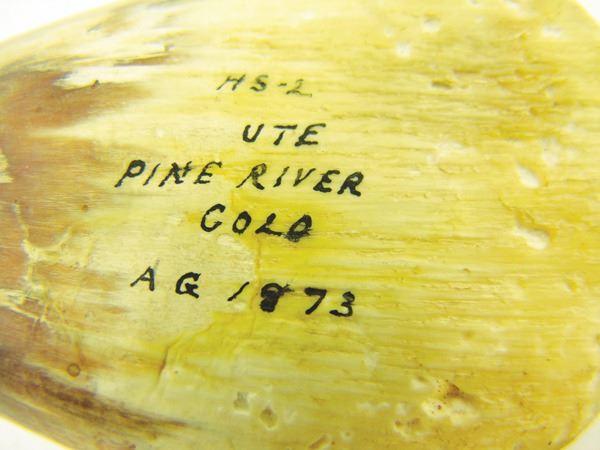 HS-2
UTE
PINE RIVER
COLO
AG 1873